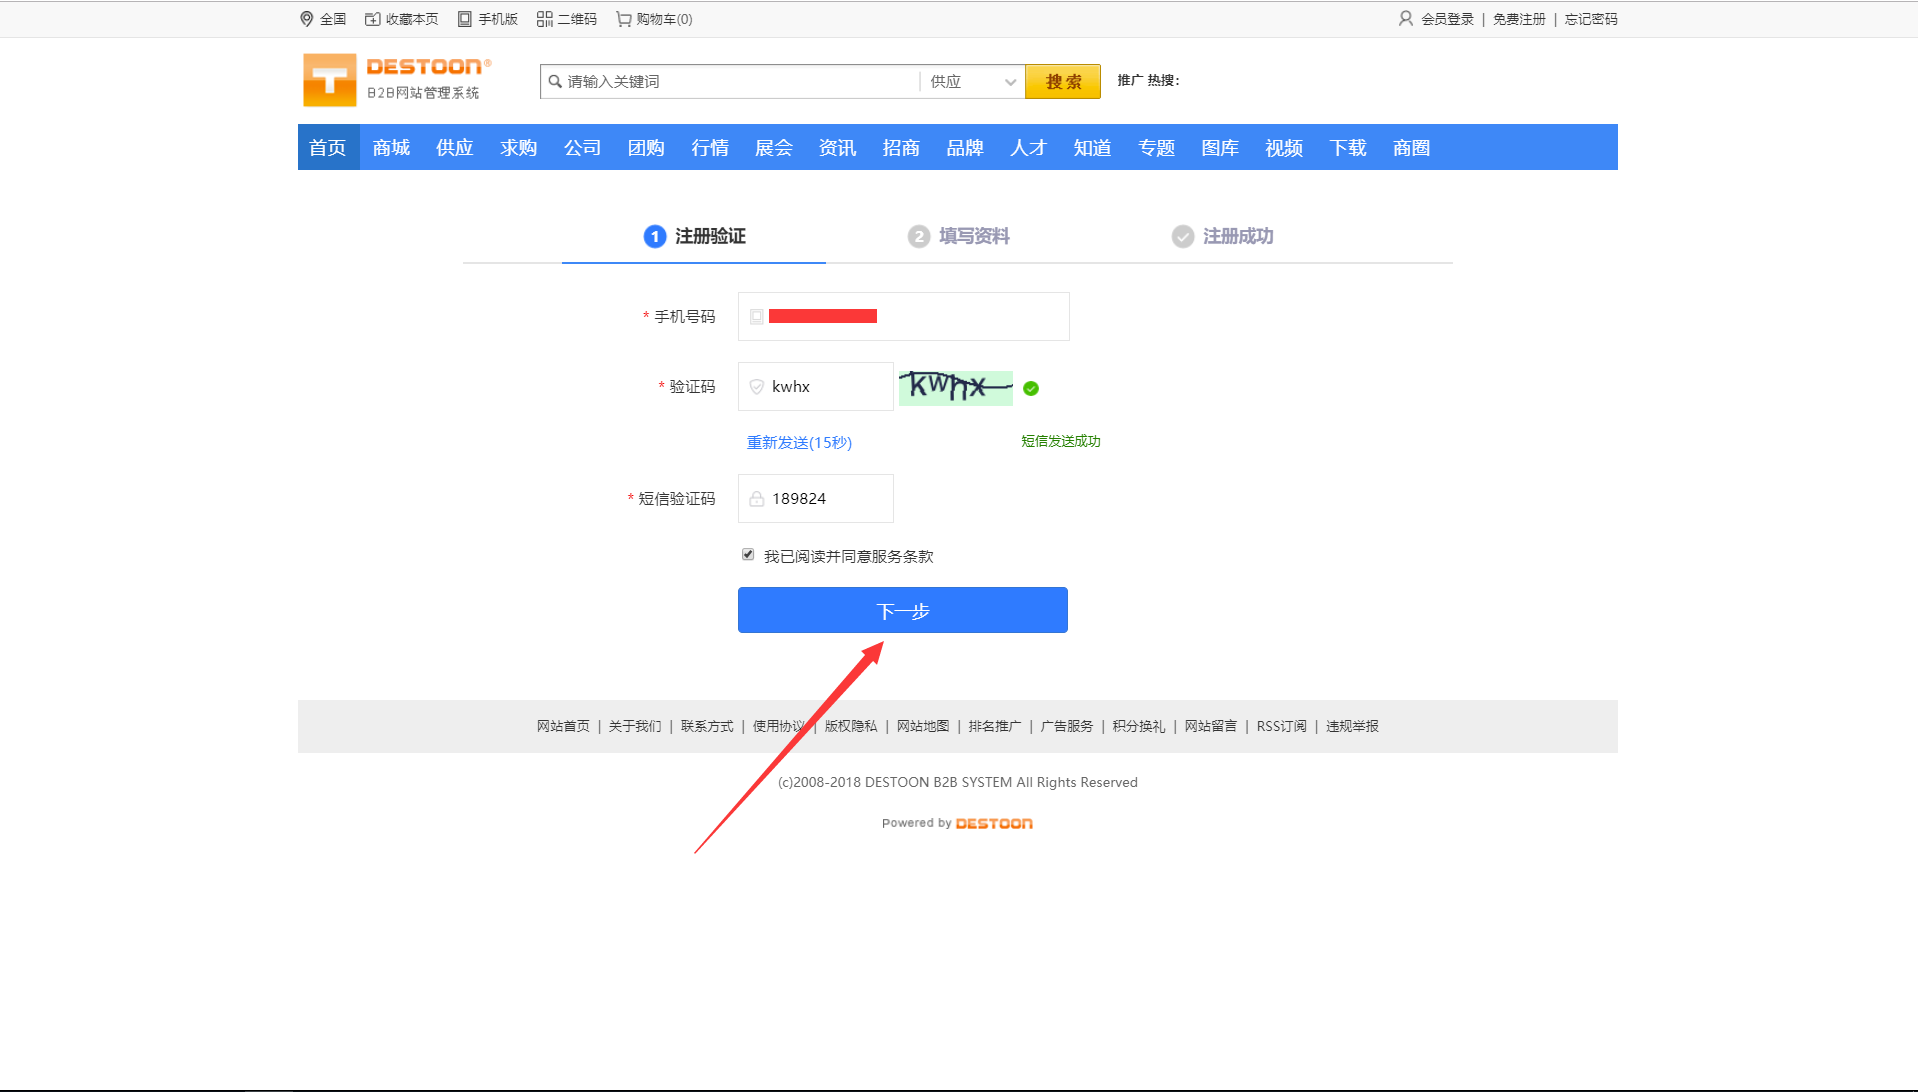 全国 收藏本页 手机版 二维码 购物车(0) 会员登录 | 免费注册 | 忘记密码
DESTOON®
B2B网站管理系统
请输入关键词 供应 搜索 推广 热搜：
首页 商城 供应 求购 公司 团购 行情 展会 资讯 招商 品牌 人才 知道 专题 图库 视频 下载 商圈
1 注册验证 2 填写资料 注册成功
* 手机号码
* 验证码 kwhx kwhx
重新发送(15秒) 短信发送成功
* 短信验证码 189824
我已阅读并同意服务条款
下一步
网站首页 | 关于我们 | 联系方式 | 使用协议 | 版权隐私 | 网站地图 | 排名推广 | 广告服务 | 积分换礼 | 网站留言 | RSS订阅 | 违规举报
(c)2008-2018 DESTOON B2B SYSTEM All Rights Reserved
Powered by DESTOON